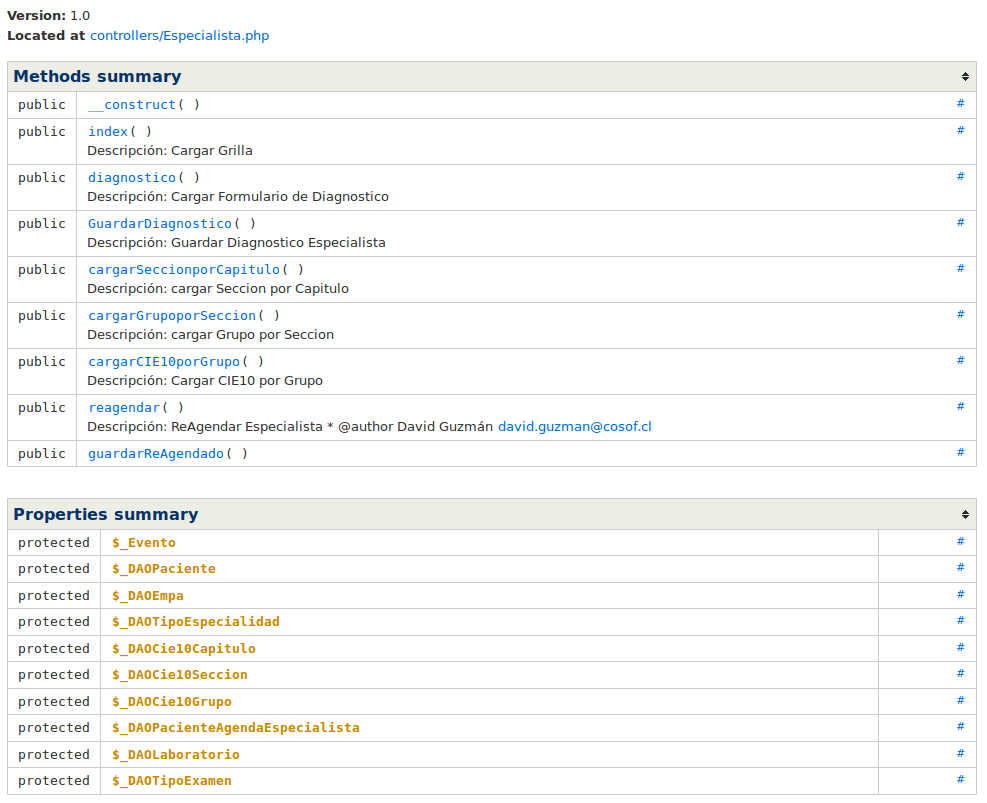 Version: 1.0
Located at controllers/Especialista.php
Methods summary
public __construct( ) #
public index( ) #
Descripción: Cargar Grilla
public diagnostico( ) #
Descripción: Cargar Formulario de Diagnostico
public GuardarDiagnostico( ) #
Descripción: Guardar Diagnostico Especialista
public cargarSeccionporCapitulo( ) #
Descripción: cargar Seccion por Capitulo
public cargarGrupoporSeccion( ) #
Descripción: cargar Grupo por Seccion
public cargarCIE10porGrupo( ) #
Descripción: Cargar CIE10 por Grupo
public reagendar( ) #
Descripción: ReAgendar Especialista * @author David Guzmán david.guzman@cosof.cl
public guardarReAgendado( ) #
Properties summary
protected $_Evento #
protected $_DAOPaciente #
protected $_DAOEmpa #
protected $_DAOTipoEspecialidad #
protected $_DAOCie10Capitulo #
protected $_DAOCie10Seccion #
protected $_DAOCie10Grupo #
protected $_DAOPacienteAgendaEspecialista #
protected $_DAOLaboratorio #
protected $_DAOTipoExamen #